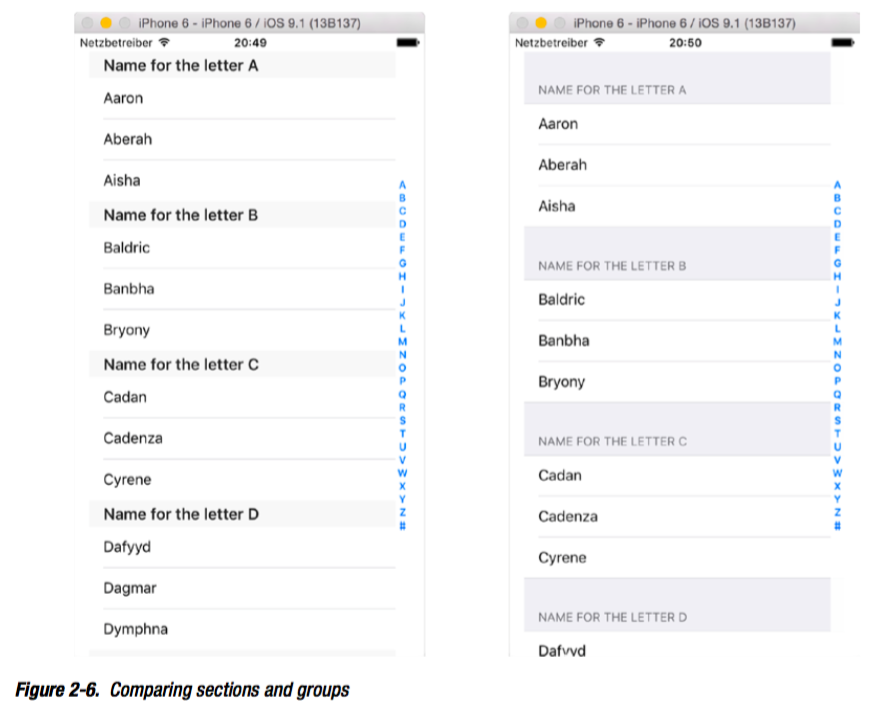 iPhone 6 - iPhone 6 / iOS 9.1 (13B137)
Netzbetreiber 20:49
Name for the letter A
Aaron
Aberah
Aisha
Name for the letter B
Baldric
Banbha
Bryony
Name for the letter C
Cadan
Cadenza
Cyrene
Name for the letter D
Dafyyd
Dagmar
Dymphna
A
B
C
D
E
F
G
H
I
J
K
L
M
N
O
P
Q
R
S
T
U
V
W
X
Y
Z
#
iPhone 6 - iPhone 6 / iOS 9.1 (13B137)
Netzbetreiber 20:50
NAME FOR THE LETTER A
Aaron
Aberah
Aisha
NAME FOR THE LETTER B
Baldric
Banbha
Bryony
NAME FOR THE LETTER C
Cadan
Cadenza
Cyrene
NAME FOR THE LETTER D
Dafyyd
A
B
C
D
E
F
G
H
I
J
K
L
M
N
O
P
Q
R
S
T
U
V
W
X
Y
Z
#
Figure 2-6. Comparing sections and groups